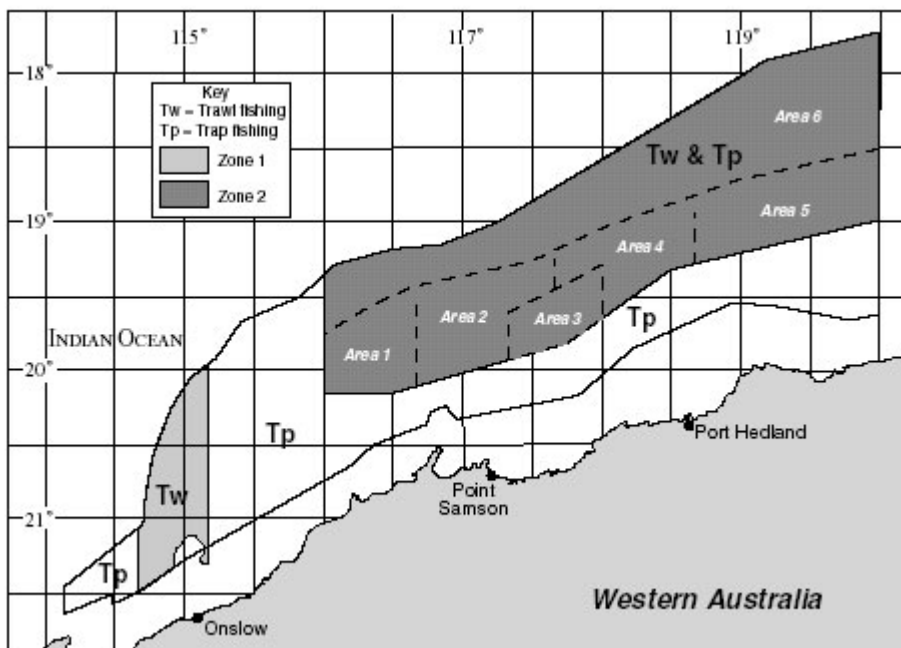 115°
117°
119°
18°
19°
20°
21°
Key
Tw = Trawl fishing
Tp = Trap fishing
Zone 1
Zone 2
Area 6
Tw & Tp
Area 5
Area 4
Area 2
Area 3
Area 1
Tp
INDIAN OCEAN
Tp
Tw
Tp
Port Hedland
Point
Samson
Onslow
Western Australia